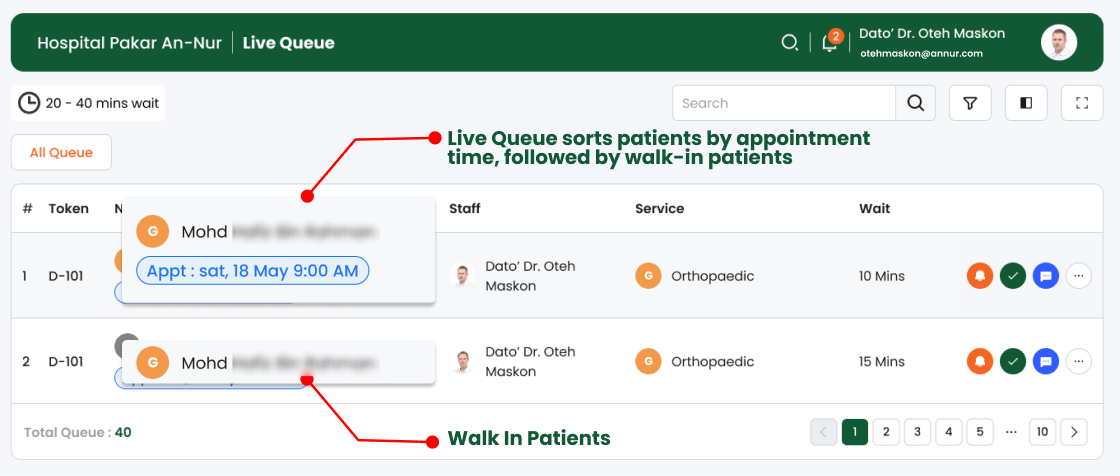 Hospital Pakar An-Nur Live Queue
2
Dato’ Dr. Oteh Maskon
otehmaskon@annur.com
20 - 40 mins wait
Search
All Queue
Live Queue sorts patients by appointment
time, followed by walk-in patients
# Token N Staff Service Wait
G Mohd
Appt : sat, 18 May 9:00 AM
1 D-101 Dato’ Dr. Oteh
Maskon
G Orthopaedic 10 Mins
G Mohd
2 D-101 Dato’ Dr. Oteh
Maskon
G Orthopaedic 15 Mins
Walk In Patients
Total Queue : 40
1 2 3 4 5 ··· 10